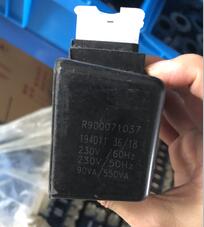 R900071037
194011 36/18
230V /60Hz
230V /50Hz
90VA/550VA